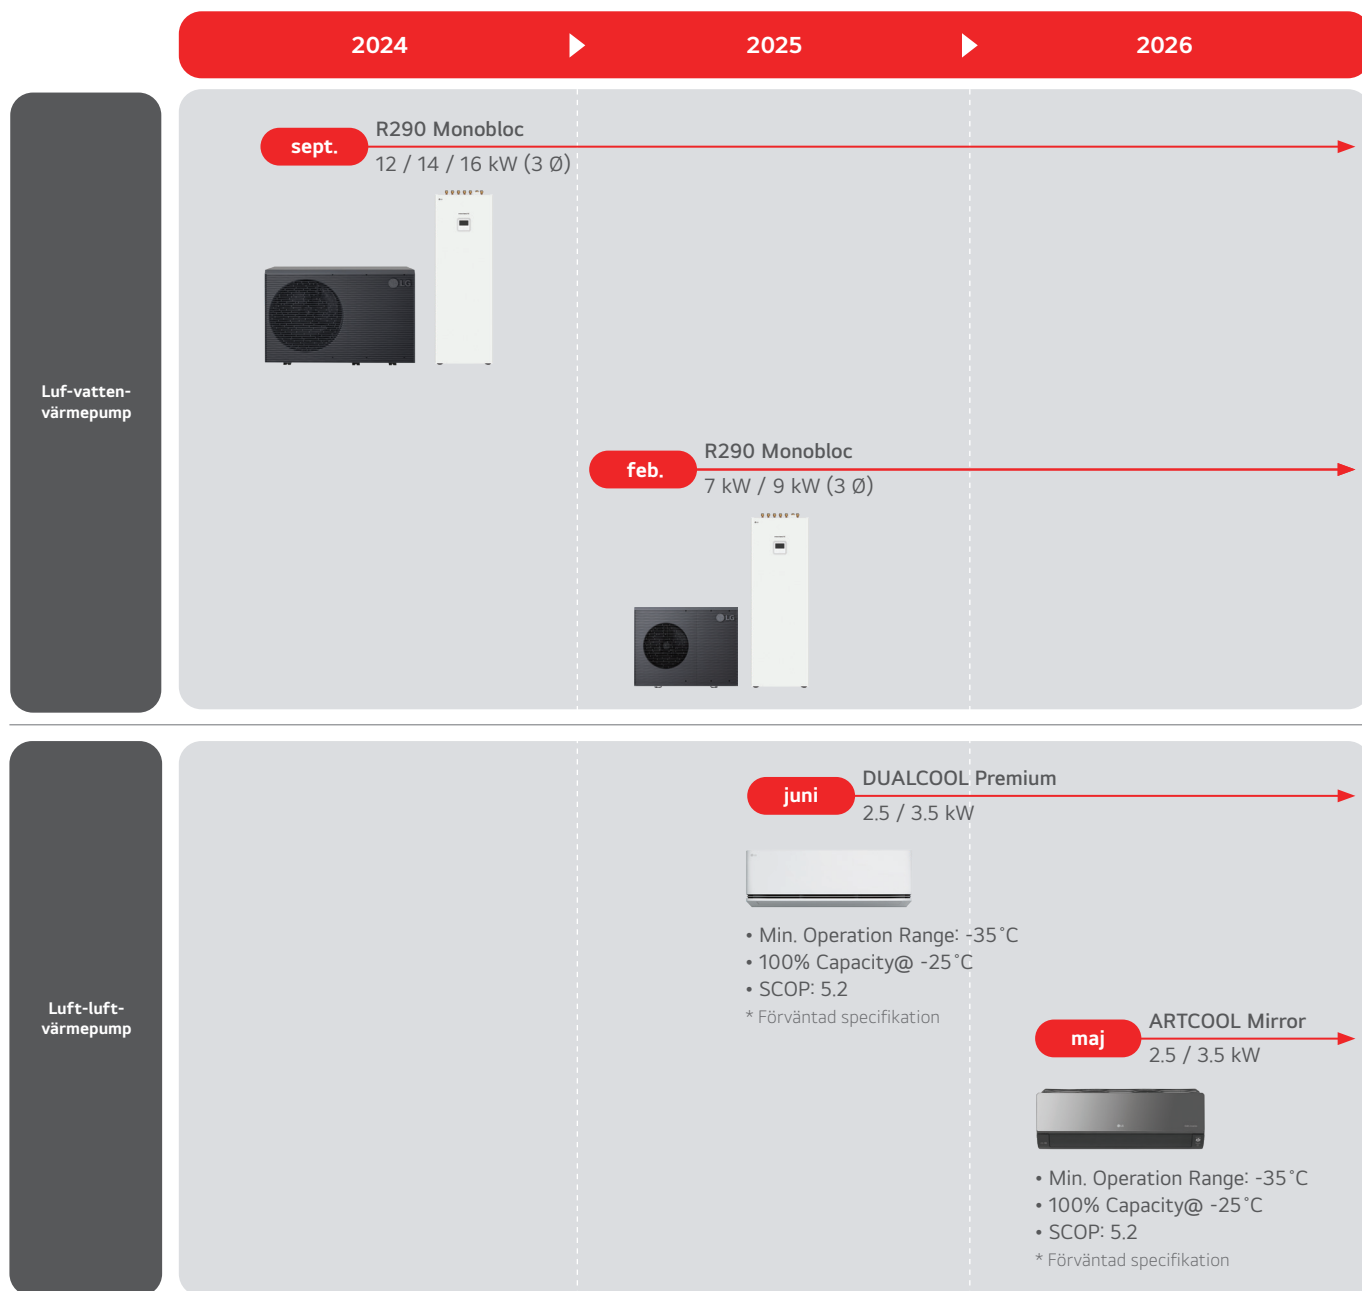 2024
2025
2026
Luf-vatten-
värmepump
sept.
R290 Monobloc
12 / 14 / 16 kW (3 Ø)
LG
feb.
R290 Monobloc
7 kW / 9 kW (3 Ø)
LG
Luft-luft-
värmepump
juni
DUALCOOL Premium
2.5 / 3.5 kW
• Min. Operation Range: -35°C
• 100% Capacity@ -25°C
• SCOP: 5.2
* Förväntad specifikation
maj
ARTCOOL Mirror
2.5 / 3.5 kW
• Min. Operation Range: -35°C
• 100% Capacity@ -25°C
• SCOP: 5.2
* Förväntad specifikation